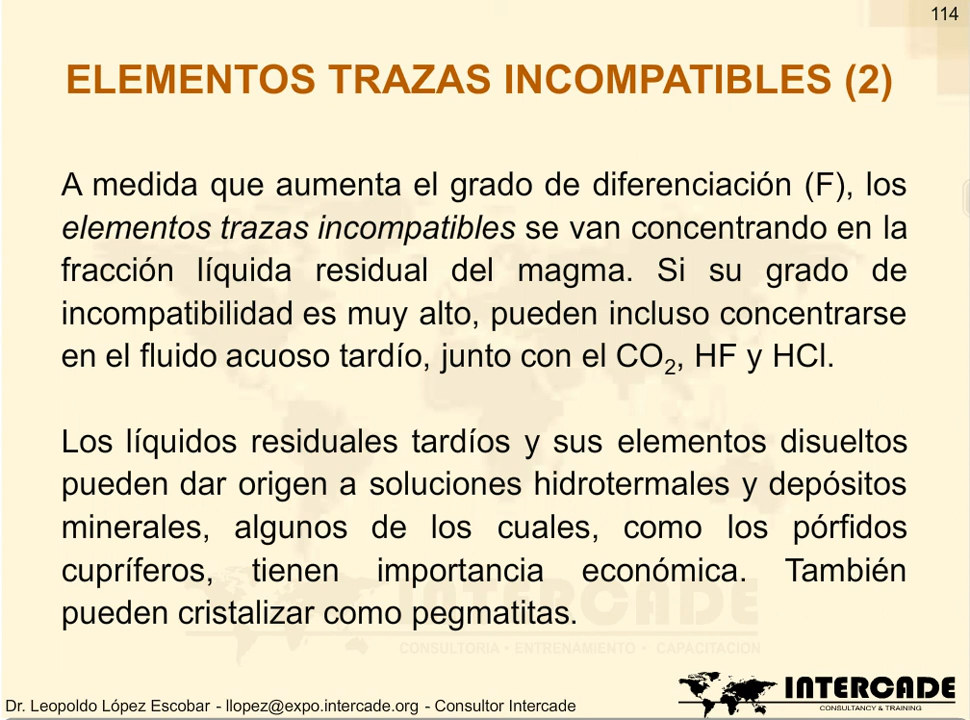 114
ELEMENTOS TRAZAS INCOMPATIBLES (2)
A medida que aumenta el grado de diferenciación (F), los
elementos trazas incompatibles se van concentrando en la
fracción líquida residual del magma. Si su grado de
incompatibilidad es muy alto, pueden incluso concentrarse
en el fluido acuoso tardío, junto con el CO₂, HF y HCl.
Los líquidos residuales tardíos y sus elementos disueltos
pueden dar origen a soluciones hidrotermales y depósitos
minerales, algunos de los cuales, como los pórfidos
cupríferos, tienen importancia económica. También
pueden cristalizar como pegmatitas.
INTERCADE
CONSULTORIA • ENTRENAMIENTO • CAPACITACION
INTERCADE
CONSULTANCY & TRAINING
Dr. Leopoldo López Escobar - llopez@expo.intercade.org - Consultor Intercade